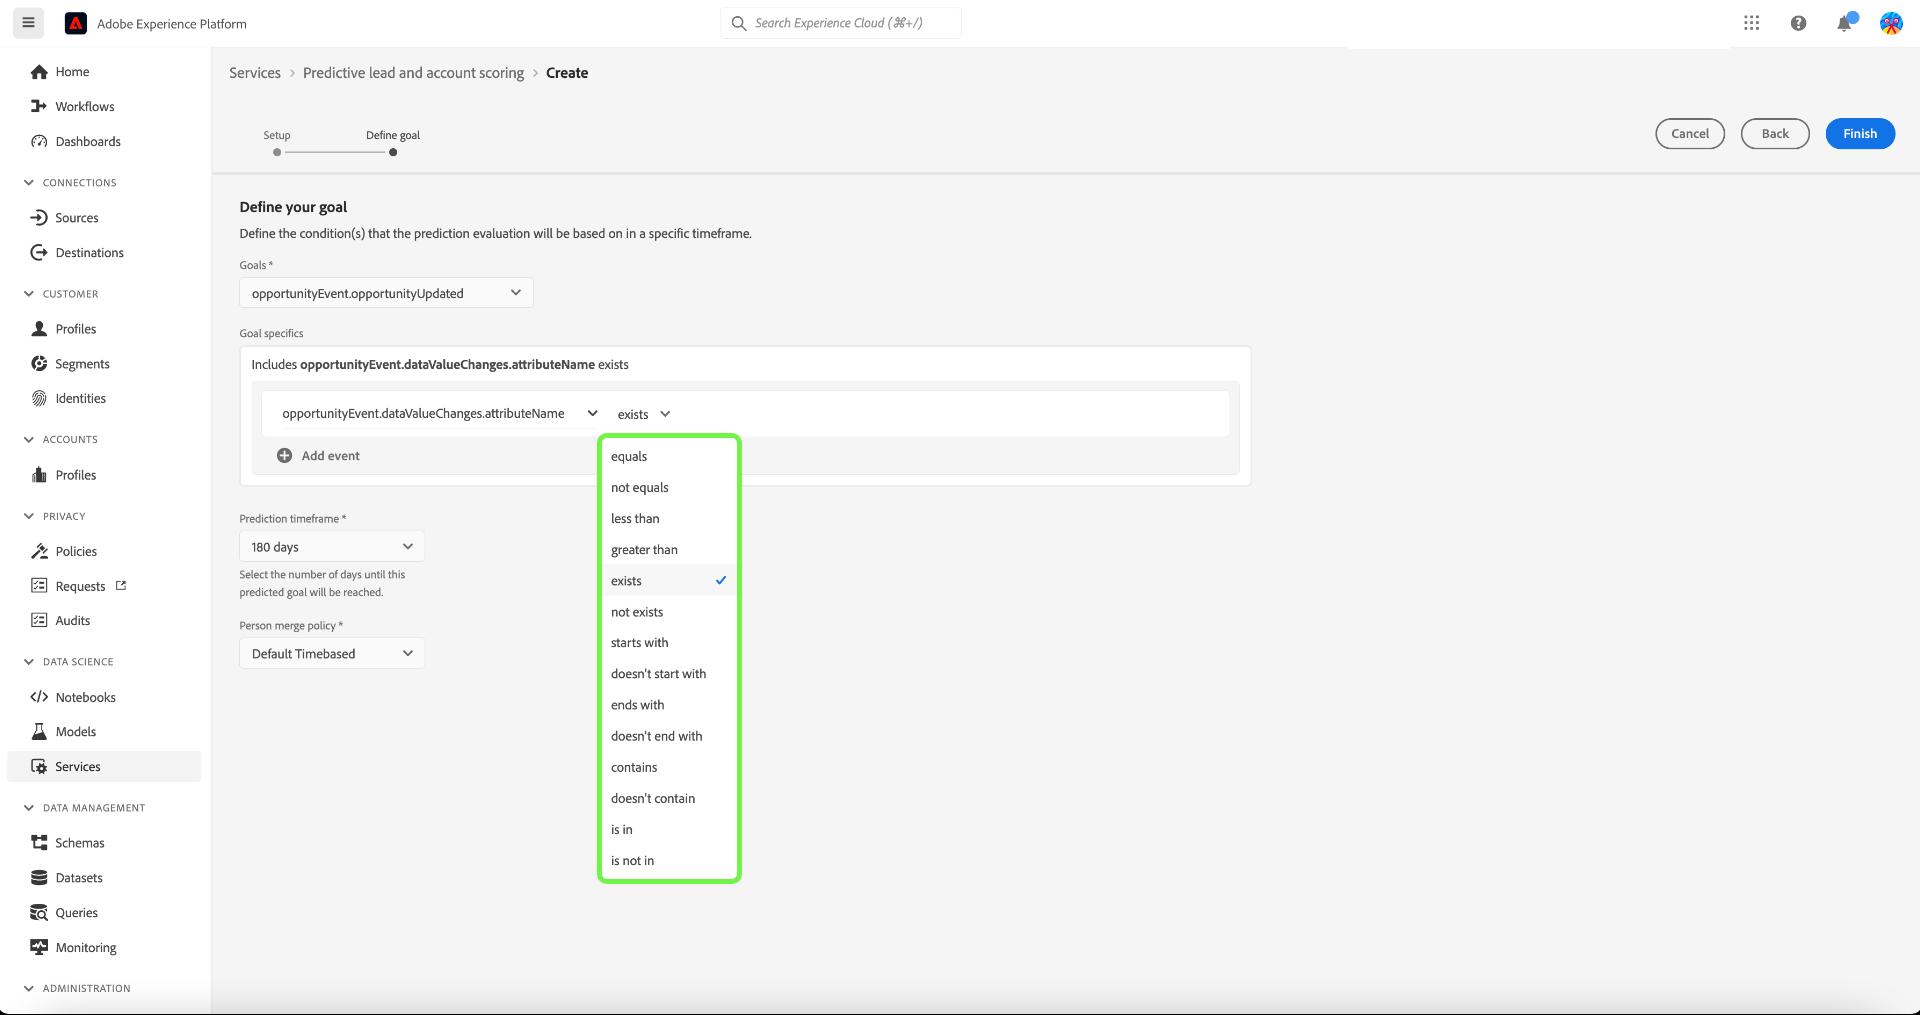 Adobe Experience Platform
Search Experience Cloud (⌘+/)
Home
Workflows
Dashboards
CONNECTIONS
Sources
Destinations
CUSTOMER
Profiles
Segments
Identities
ACCOUNTS
Profiles
PRIVACY
Policies
Requests
Audits
DATA SCIENCE
Notebooks
Models
Services
DATA MANAGEMENT
Schemas
Datasets
Queries
Monitoring
ADMINISTRATION
Services > Predictive lead and account scoring > Create
Setup
Define goal
Cancel
Back
Finish
Define your goal
Define the condition(s) that the prediction evaluation will be based on in a specific timeframe.
Goals *
opportunityEvent.opportunityUpdated
Goal specifics
Includes opportunityEvent.dataValueChanges.attributeName exists
opportunityEvent.dataValueChanges.attributeName
exists
Add event
equals
not equals
less than
greater than
exists
not exists
starts with
doesn't start with
ends with
doesn't end with
contains
doesn't contain
is in
is not in
Prediction timeframe *
180 days
Select the number of days until this
predicted goal will be reached.
Person merge policy *
Default Timebased